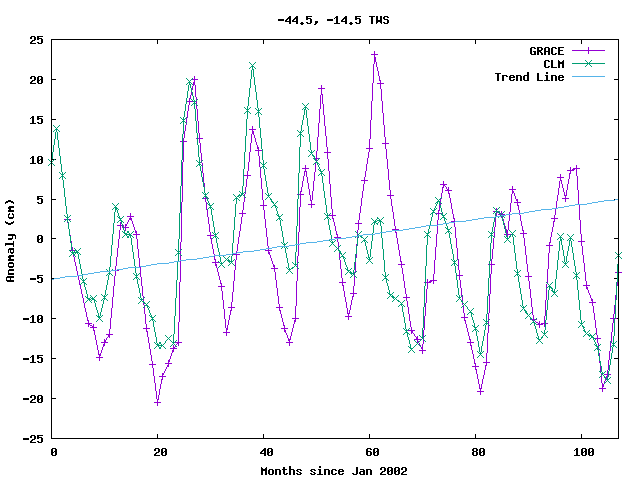 -44.5, -14.5 TWS
GRACE
CLM
Trend Line
25
20
15
10
5
0
-5
-10
-15
-20
-25
Anomaly (cm)
0 20 40 60 80 100
Months since Jan 2002